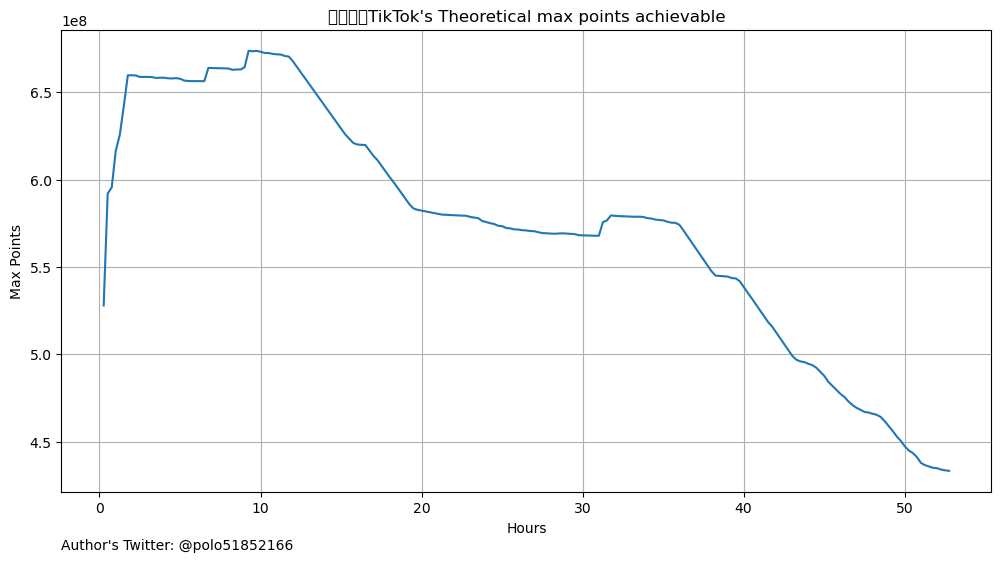 TikTok's Theoretical max points achievable
1e8
6.5
6.0
5.5
5.0
4.5
Max Points
0 10 20 30 40 50
Hours
Author's Twitter: @polo51852166